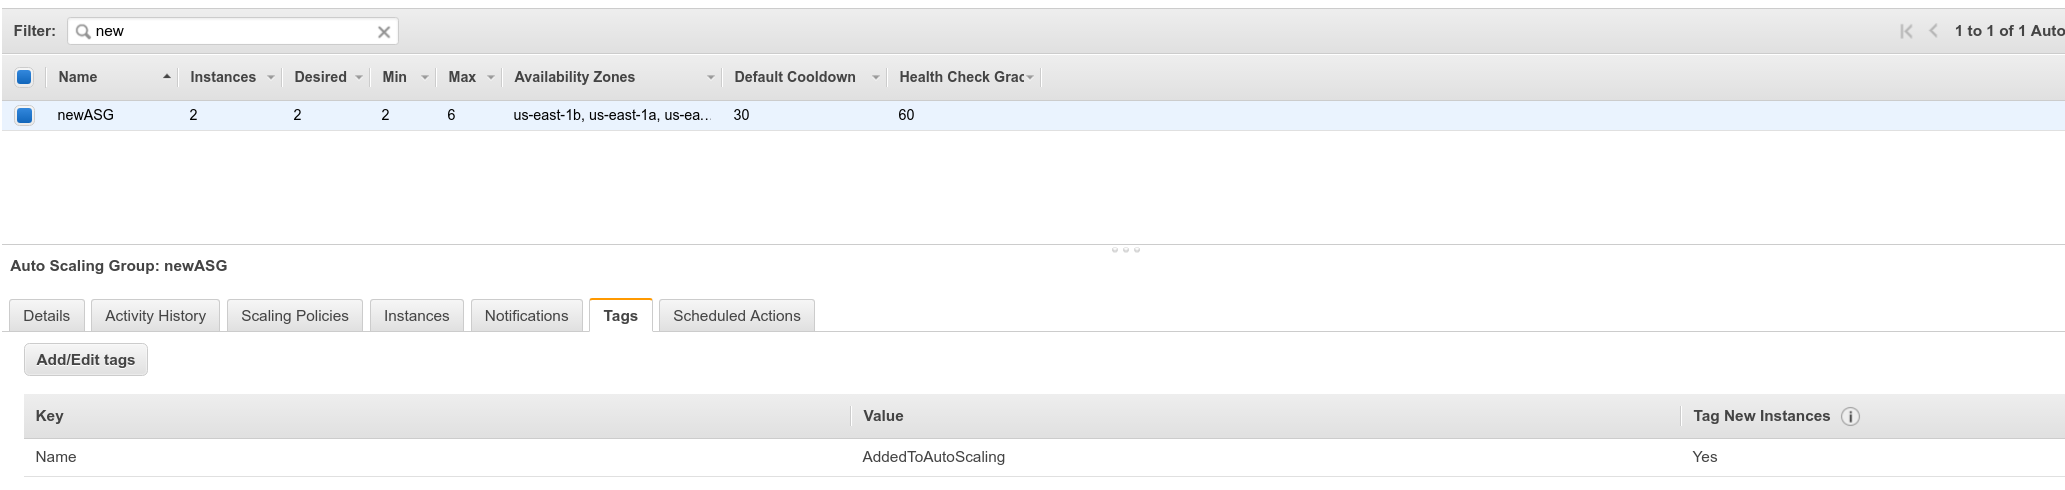 Filter: new 1 to 1 of 1 Auto
Name Instances Desired Min Max Availability Zones Default Cooldown Health Check Grac
newASG 2 2 2 6 us-east-1b, us-east-1a, us-ea... 30 60
Auto Scaling Group: newASG
Details Activity History Scaling Policies Instances Notifications Tags Scheduled Actions
Add/Edit tags
Key Value Tag New Instances i
Name AddedToAutoScaling Yes